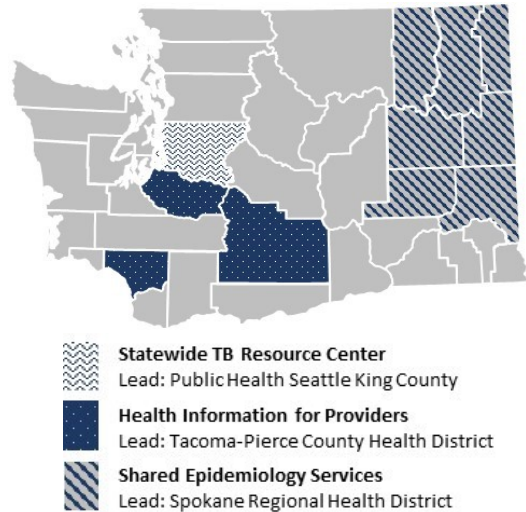 Statewide TB Resource Center
Lead: Public Health Seattle King County
Health Information for Providers
Lead: Tacoma-Pierce County Health District
Shared Epidemiology Services
Lead: Spokane Regional Health District